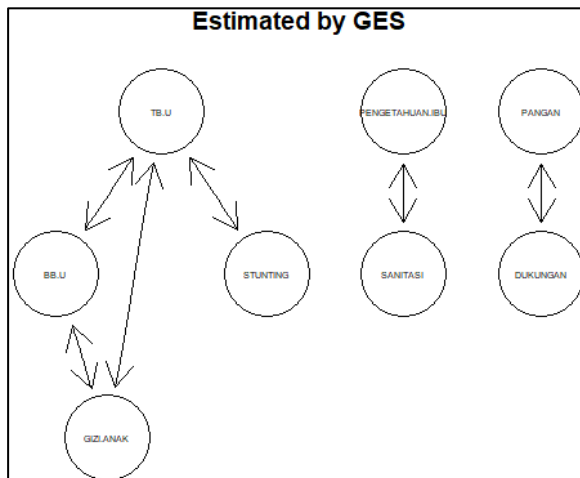 Estimated by GES
TB.U
PENGETAHUAN.IBU
PANGAN
BB.U
STUNTING
SANITASI
DUKUNGAN
GIZI.ANAK